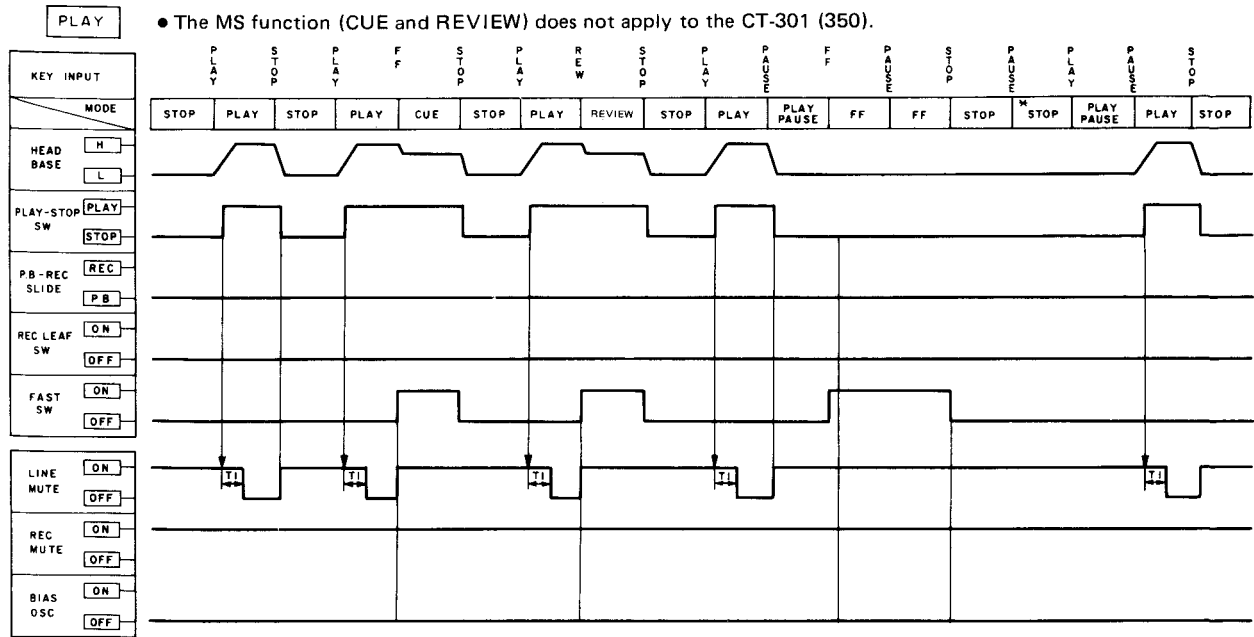 PLAY
• The MS function (CUE and REVIEW) does not apply to the CT-301 (350).
KEY INPUT
PLAY STOP PLAY FF STOP PLAY REW STOP PLAY PAUSE FF PAUSE STOP PAUSE PLAY PAUSE STOP
MODE
STOP PLAY STOP PLAY CUE STOP PLAY REVIEW STOP PLAY PLAY PAUSE FF FF STOP *STOP PLAY PAUSE PLAY STOP
HEAD BASE
H
L
PLAY-STOP SW
PLAY
STOP
P.B-REC SLIDE
REC
PB
REC LEAF SW
ON
OFF
FAST SW
ON
OFF
LINE MUTE
ON
OFF
T1 T1 T1 T1 T1
REC MUTE
ON
OFF
BIAS OSC
ON
OFF